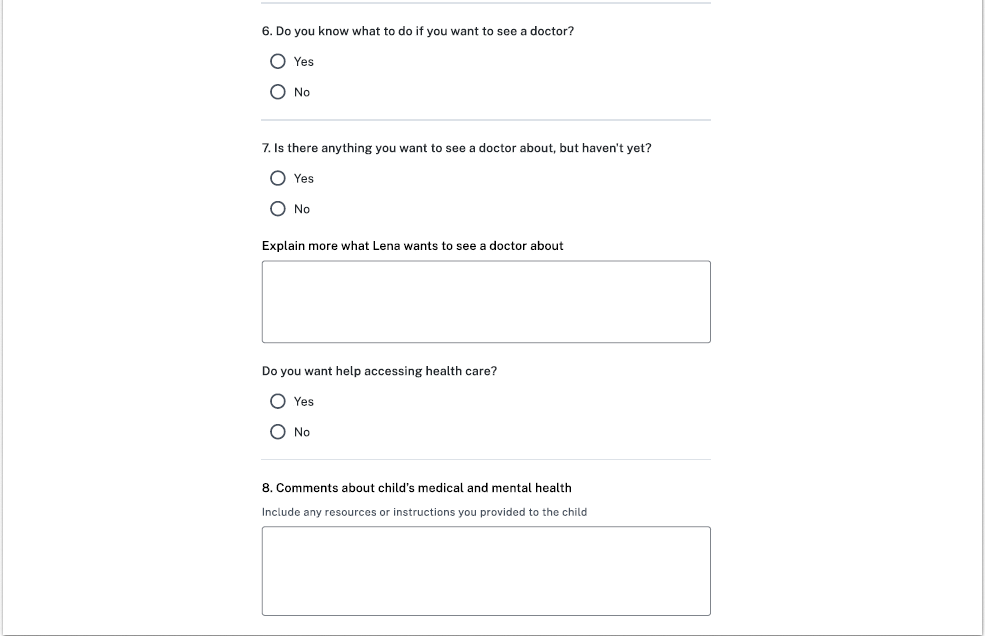 6. Do you know what to do if you want to see a doctor?
Yes
No
7. Is there anything you want to see a doctor about, but haven't yet?
Yes
No
Explain more what Lena wants to see a doctor about
Do you want help accessing health care?
Yes
No
8. Comments about child's medical and mental health
Include any resources or instructions you provided to the child